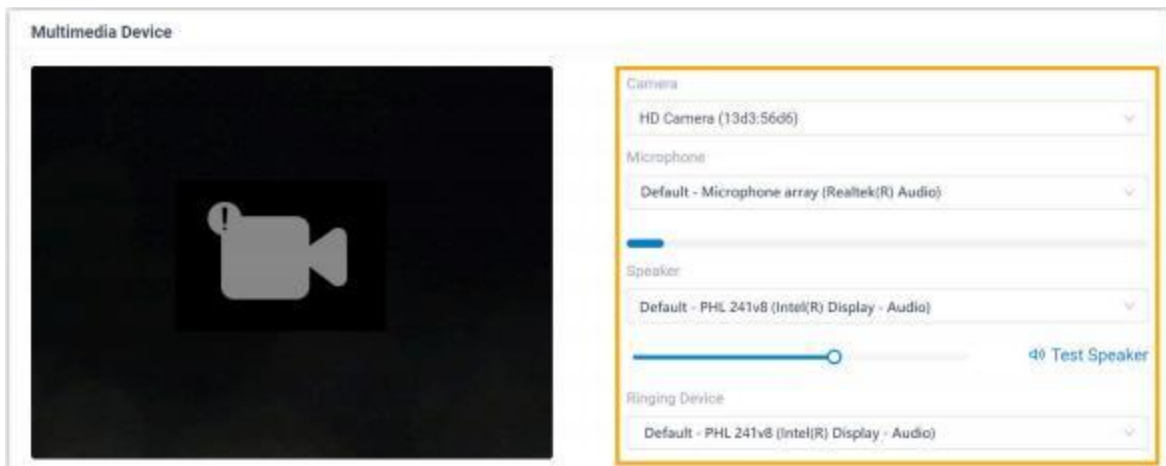 Multimedia Device
Camera
HD Camera (13d3:56d6)
Microphone
Default - Microphone array (Realtek(R) Audio)
Speaker
Default - PHL 241v8 (Intel(R) Display - Audio)
Test Speaker
Ringing Device
Default - PHL 241v8 (Intel(R) Display - Audio)